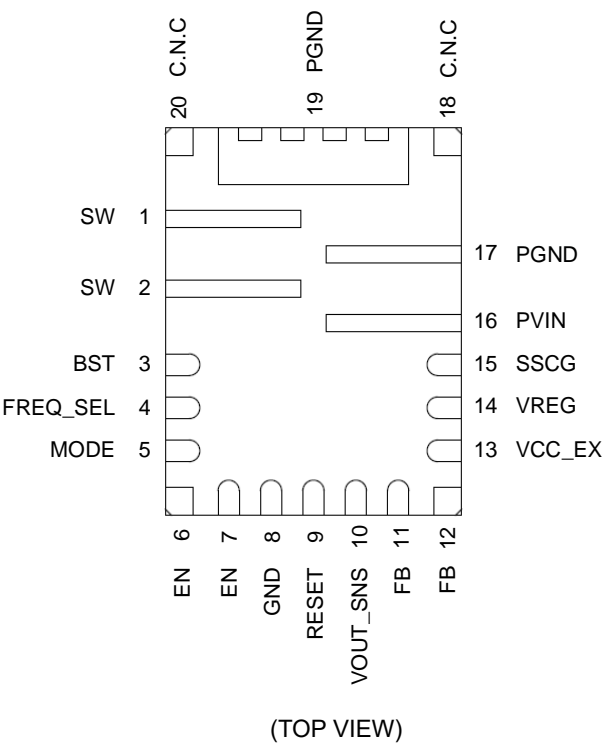 20 C.N.C
19 PGND
18 C.N.C
SW 1
17 PGND
SW 2
16 PVIN
BST 3
15 SSCG
FREQ_SEL 4
14 VREG
MODE 5
13 VCC_EX
EN 6
EN 7
GND 8
RESET 9
VOUT_SNS 10
FB 11
FB 12
(TOP VIEW)